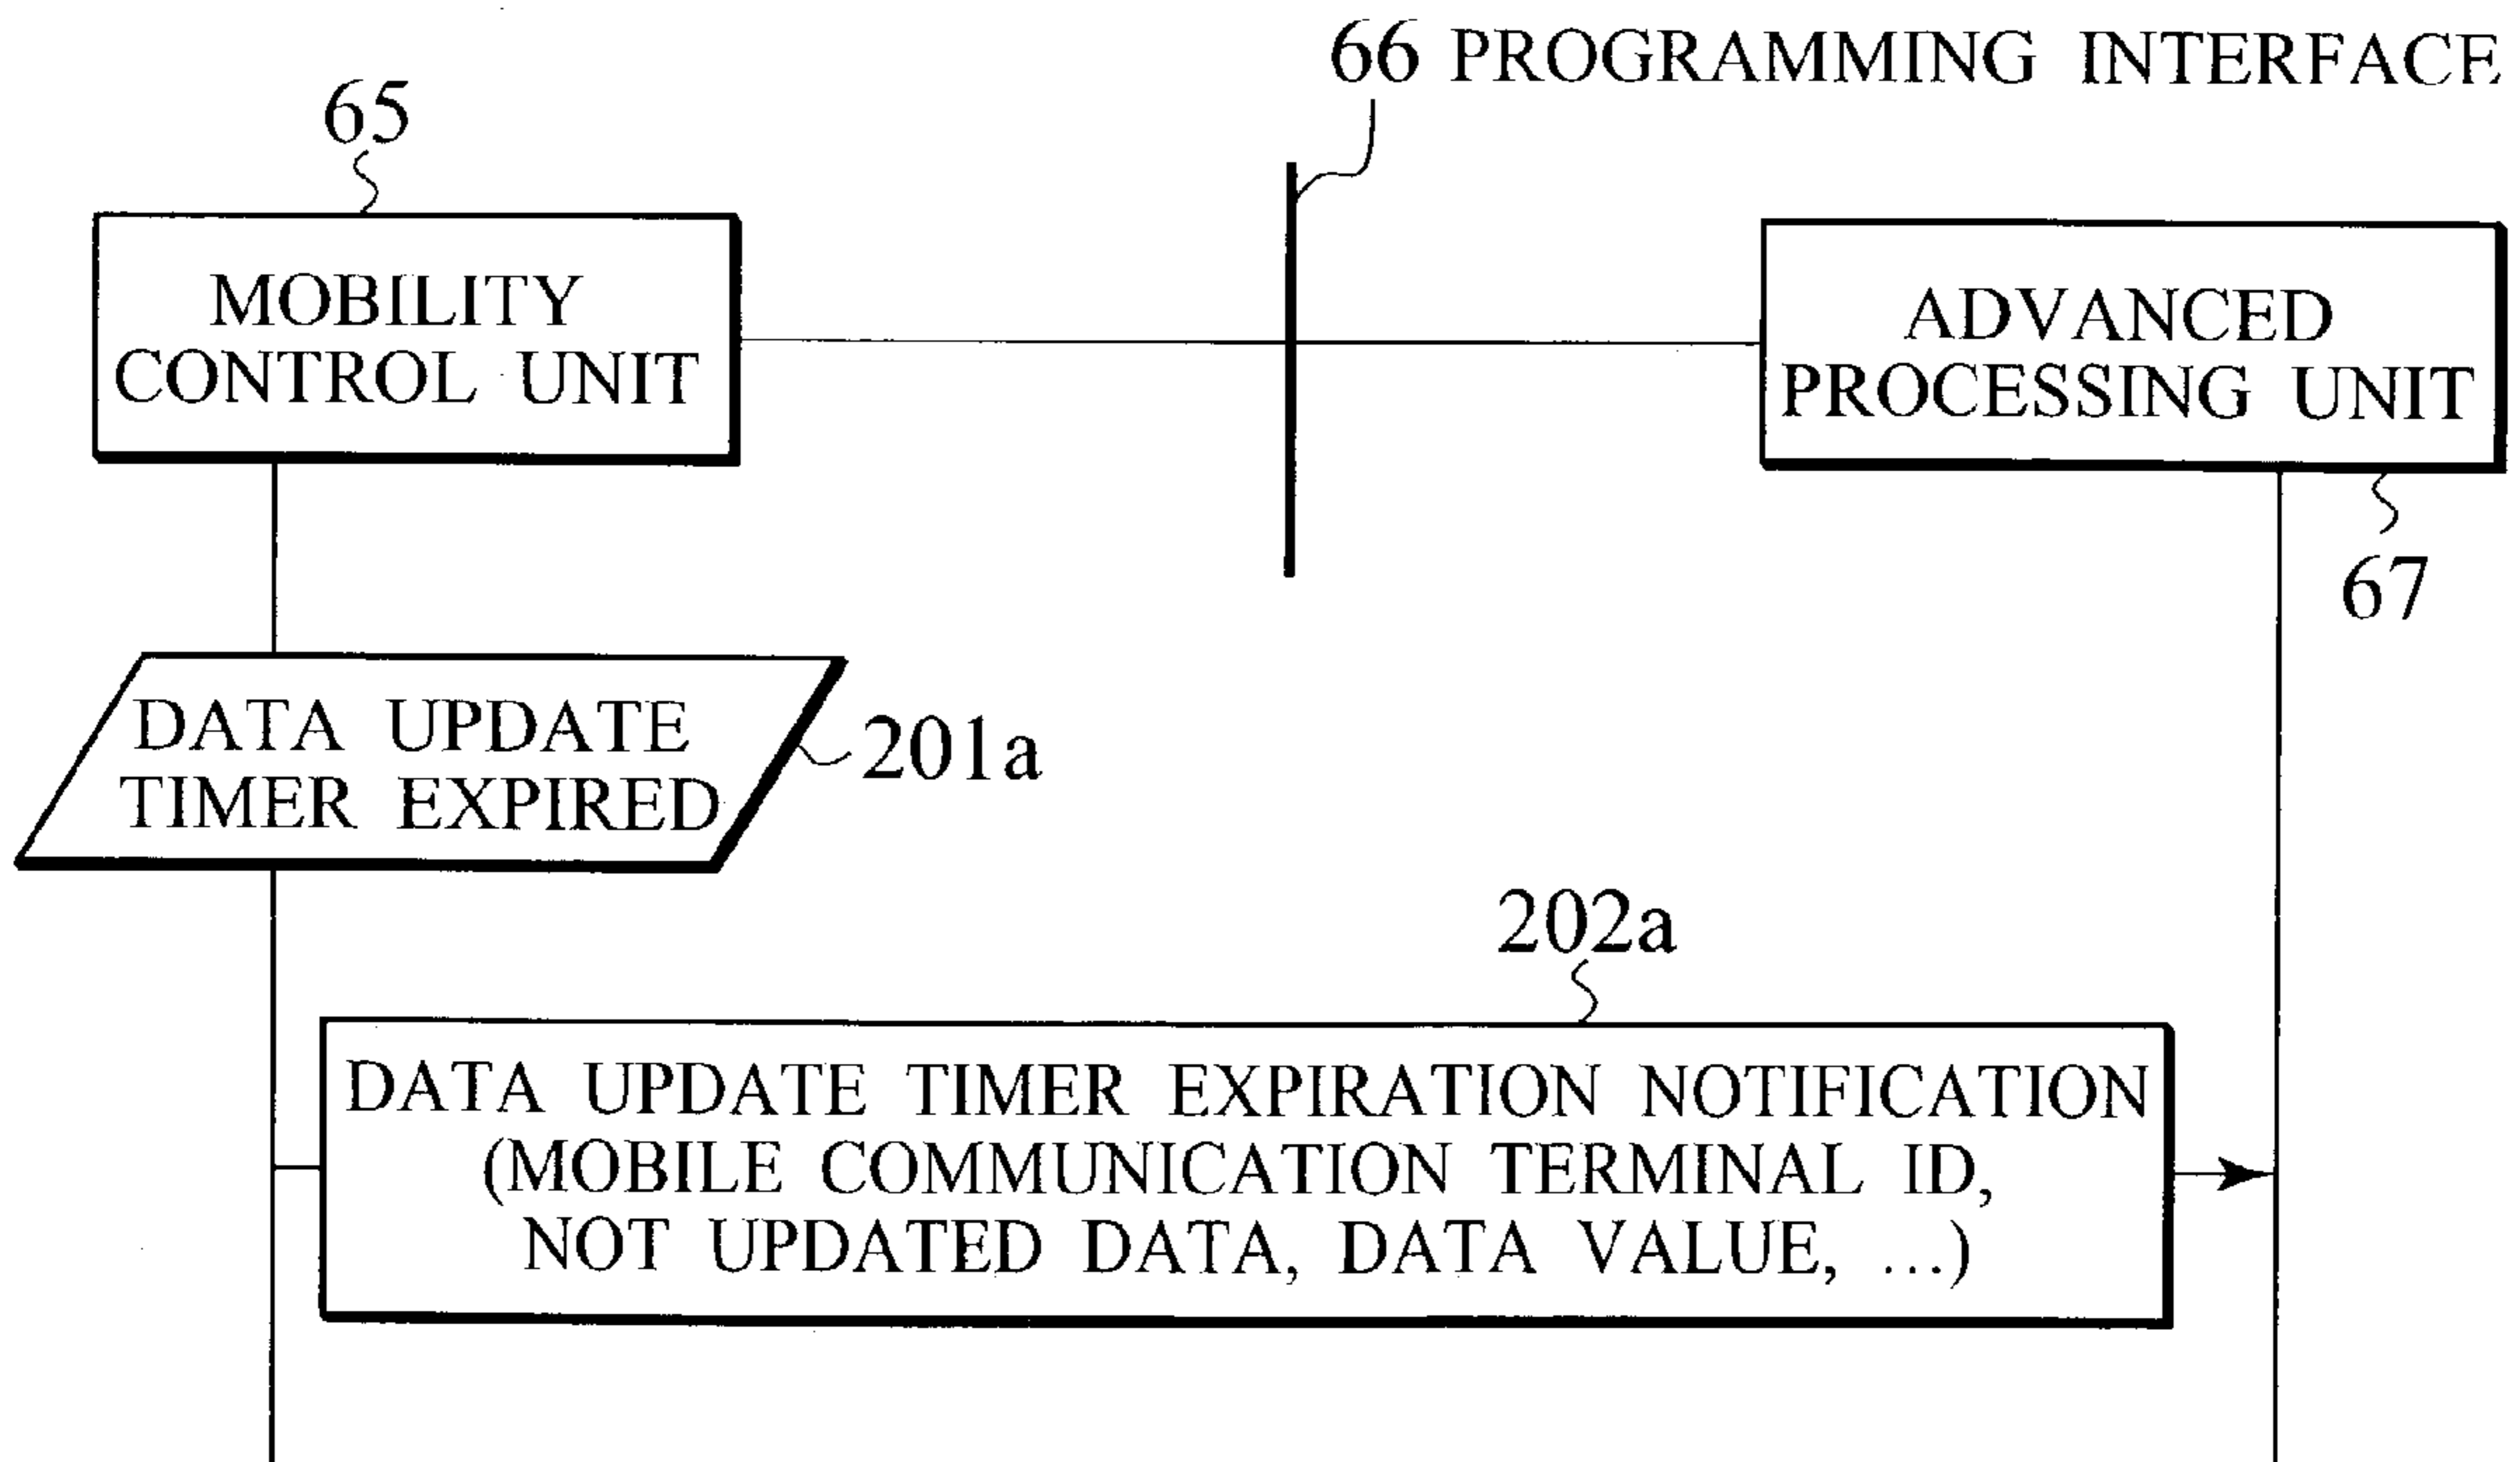 66 PROGRAMMING INTERFACE
65
MOBILITY
CONTROL UNIT
ADVANCED
PROCESSING UNIT
67
DATA UPDATE
TIMER EXPIRED
201a
202a
DATA UPDATE TIMER EXPIRATION NOTIFICATION
(MOBILE COMMUNICATION TERMINAL ID,
NOT UPDATED DATA, DATA VALUE, ...)